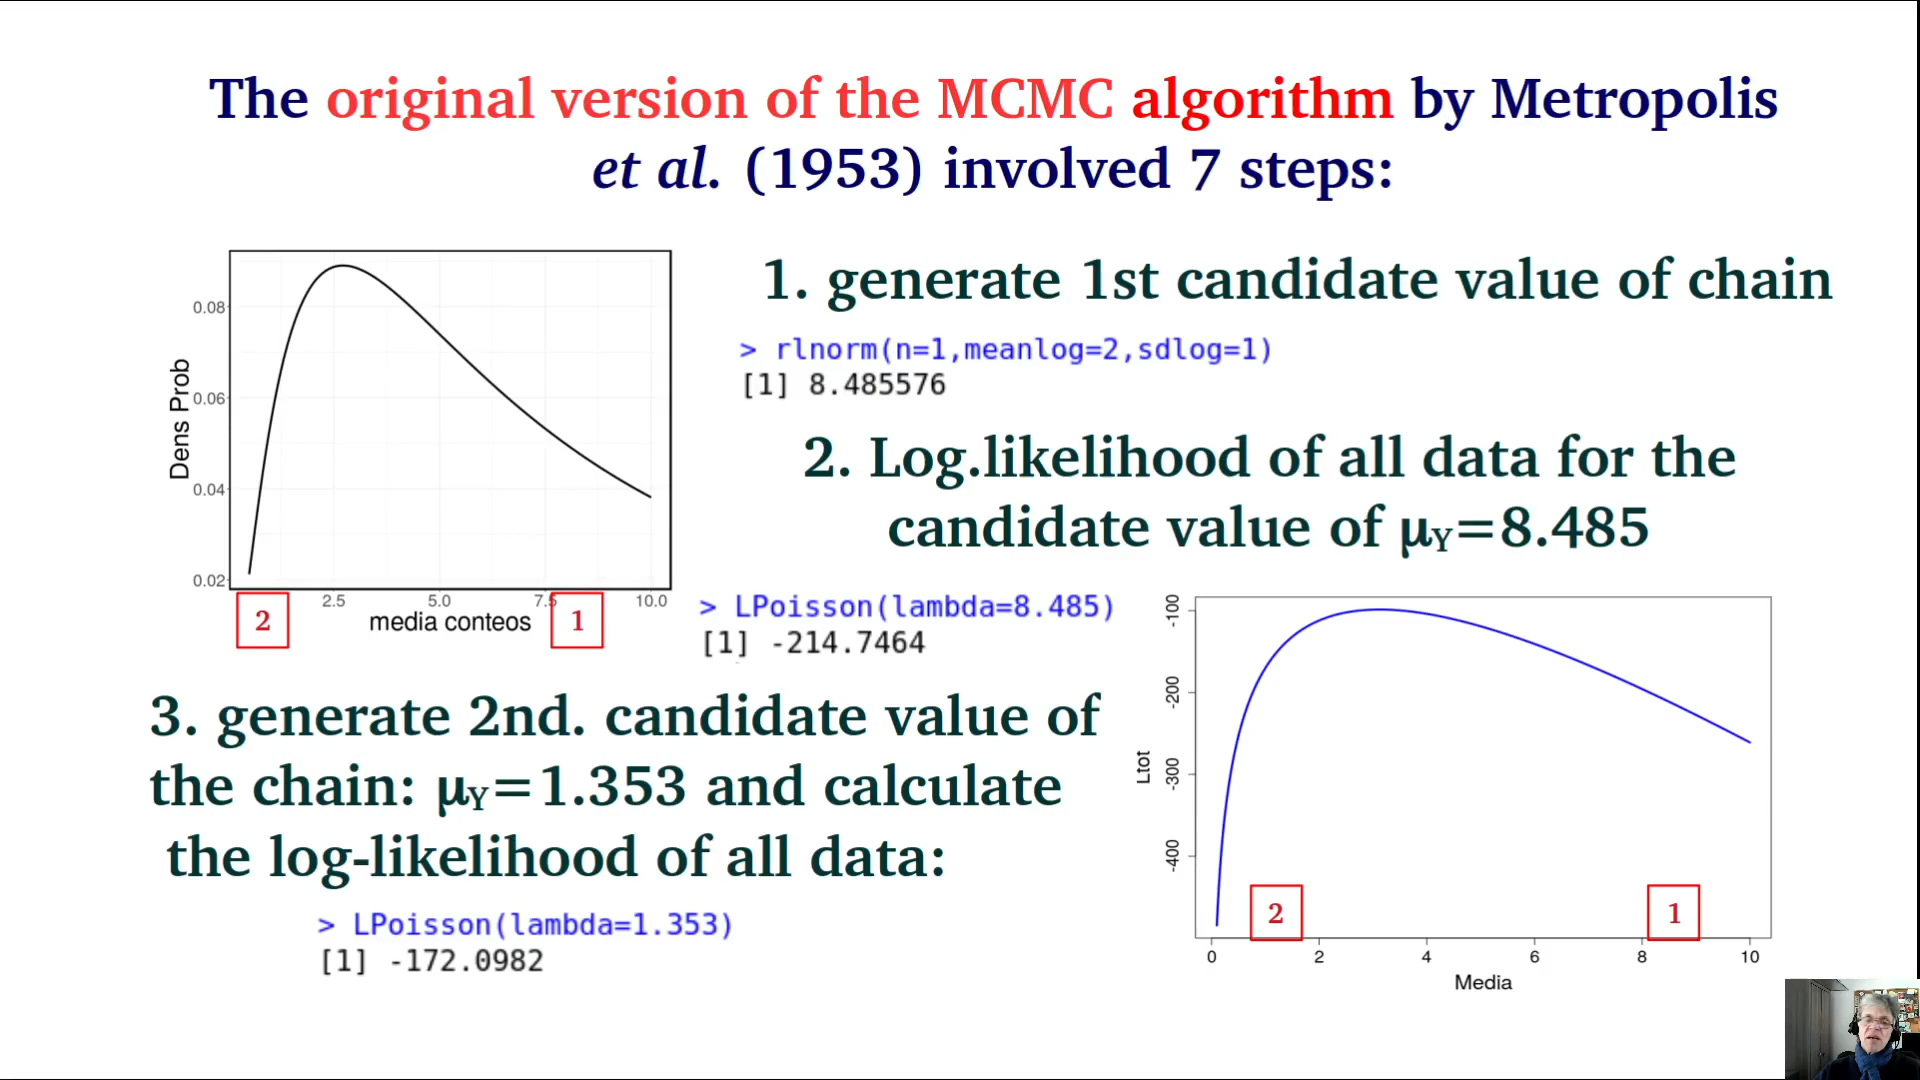 The original version of the MCMC algorithm by Metropolis
et al. (1953) involved 7 steps:
0.08
0.06
0.04
0.02
Dens Prob
2.5
5.0
7.5
10.0
media conteos
2
1
1. generate 1st candidate value of chain
> rlnorm(n=1,meanlog=2,sdlog=1)
[1] 8.485576
2. Log.likelihood of all data for the
candidate value of μY=8.485
> LPoisson(lambda=8.485)
[1] -214.7464
3. generate 2nd. candidate value of
the chain: μY=1.353 and calculate
the log-likelihood of all data:
> LPoisson(lambda=1.353)
[1] -172.0982
-100
-200
-300
-400
Ltot
2
1
0
2
4
6
8
10
Media